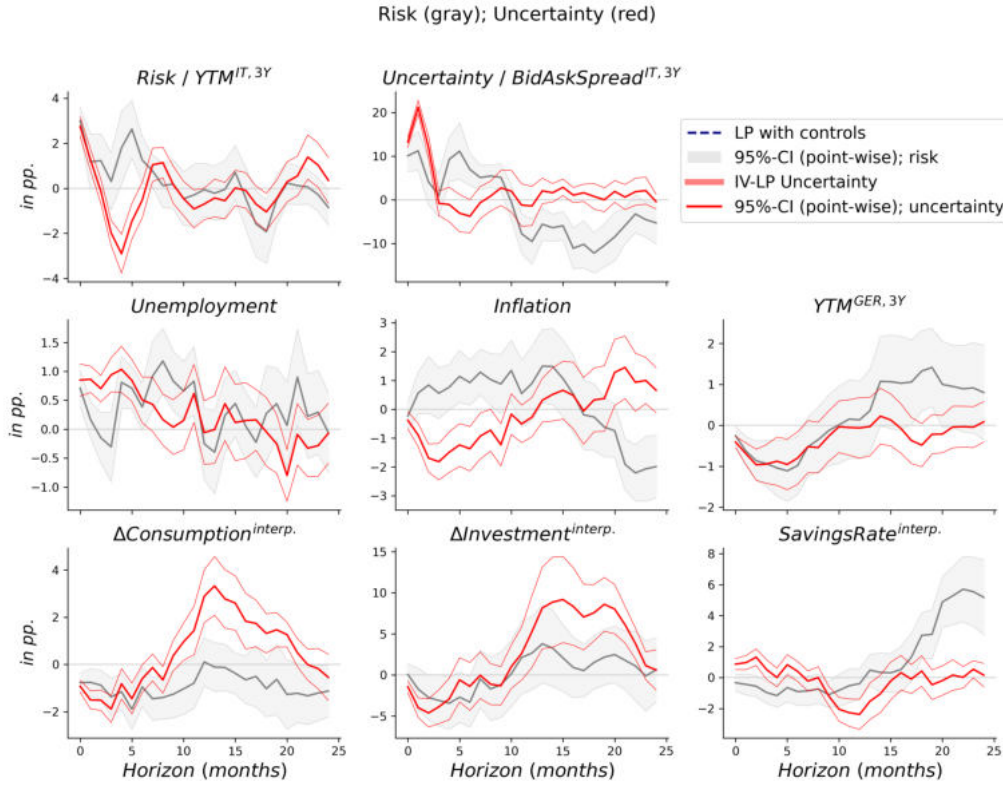 Risk (gray); Uncertainty (red)
Risk / YTM^{IT, 3Y}
Uncertainty / BidAskSpread^{IT, 3Y}
in pp.
4
2
0
−2
−4
20
10
0
−10
LP with controls
95%-CI (point-wise); risk
IV-LP Uncertainty
95%-CI (point-wise); uncertainty
Unemployment
Inflation
YTM^{GER, 3Y}
in pp.
1.5
1.0
0.5
0.0
−0.5
−1.0
3
2
1
0
−1
−2
−3
2
1
0
−1
−2
ΔConsumption^{interp.}
ΔInvestment^{interp.}
SavingsRate^{interp.}
in pp.
4
2
0
−2
15
10
5
0
−5
8
6
4
2
0
−2
0 5 10 15 20 25
0 5 10 15 20 25
0 5 10 15 20 25
Horizon (months)
Horizon (months)
Horizon (months)